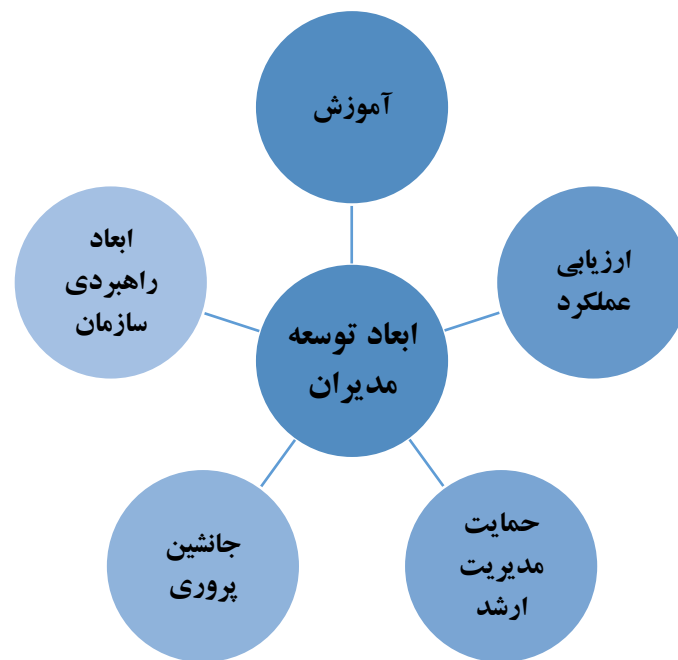 آموزش
ارزیابی
عملکرد
حمایت
مدیریت
ارشد
جانشین
پروری
ابعاد
راهبردی
سازمان
ابعاد توسعه
مدیران